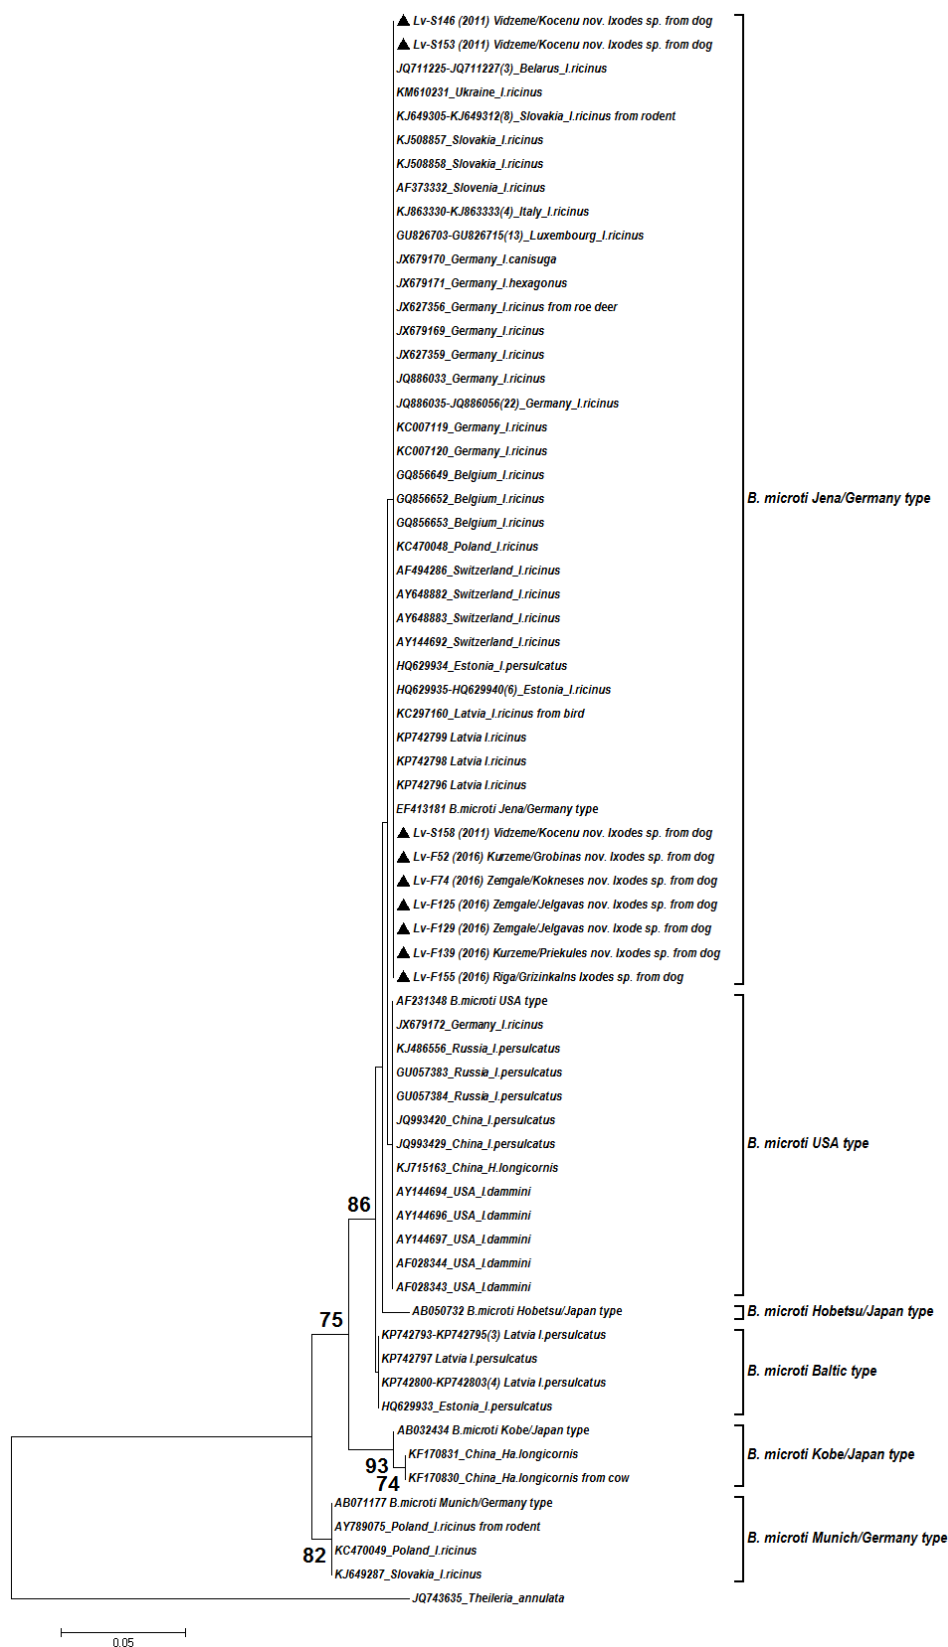 Lv-S146 (2011) Vidzeme/Kocenu nov. Ixodes sp. from dog
Lv-S153 (2011) Vidzeme/Kocenu nov. Ixodes sp. from dog
JQ711225-JQ711227(3)_Belarus_I.ricinus
KM610231_Ukraine_I.ricinus
KJ649305-KJ649312(8)_Slovakia_I.ricinus from rodent
KJ508857_Slovakia_I.ricinus
KJ508858_Slovakia_I.ricinus
AF373332_Slovenia_I.ricinus
KJ863330-KJ863333(4)_Italy_I.ricinus
GU826703-GU826715(13)_Luxembourg_I.ricinus
JX679170_Germany_I.canisuga
JX679171_Germany_I.hexagonus
JX627356_Germany_I.ricinus from roe deer
JX679169_Germany_I.ricinus
JX627359_Germany_I.ricinus
JQ886033_Germany_I.ricinus
JQ886035-JQ886056(22)_Germany_I.ricinus
KC007119_Germany_I.ricinus
KC007120_Germany_I.ricinus
GQ856649_Belgium_I.ricinus
GQ856652_Belgium_I.ricinus
B. microti Jena/Germany type
GQ856653_Belgium_I.ricinus
KC470048_Poland_I.ricinus
AF494286_Switzerland_I.ricinus
AY648882_Switzerland_I.ricinus
AY648883_Switzerland_I.ricinus
AY144692_Switzerland_I.ricinus
HQ629934_Estonia_I.persulcatus
HQ629935-HQ629940(6)_Estonia_I.ricinus
KC297160_Latvia_I.ricinus from bird
KP742799 Latvia I.ricinus
KP742798 Latvia I.ricinus
KP742796 Latvia I.ricinus
EF413181 B.microti Jena/Germany type
Lv-S158 (2011) Vidzeme/Kocenu nov. Ixodes sp. from dog
Lv-F52 (2016) Kurzeme/Grobinas nov. Ixodes sp. from dog
Lv-F74 (2016) Zemgale/Kokneses nov. Ixodes sp. from dog
Lv-F125 (2016) Zemgale/Jelgavas nov. Ixodes sp. from dog
Lv-F129 (2016) Zemgale/Jelgavas nov. Ixode sp. from dog
Lv-F139 (2016) Kurzeme/Priekules nov. Ixodes sp. from dog
Lv-F155 (2016) Riga/Grizinkalns Ixodes sp. from dog
AF231348 B.microti USA type
JX679172_Germany_I.ricinus
KJ486556_Russia_I.persulcatus
GU057383_Russia_I.persulcatus
GU057384_Russia_I.persulcatus
JQ993420_China_I.persulcatus
JQ993429_China_I.persulcatus
B. microti USA type
KJ715163_China_H.longicornis
AY144694_USA_I.dammini
AY144696_USA_I.dammini
86
AY144697_USA_I.dammini
AF028344_USA_I.dammini
AF028343_USA_I.dammini
AB050732 B.microti Hobetsu/Japan type
B. microti Hobetsu/Japan type
75
KP742793-KP742795(3) Latvia I.persulcatus
KP742797 Latvia I.persulcatus
B. microti Baltic type
KP742800-KP742803(4) Latvia I.persulcatus
HQ629933_Estonia_I.persulcatus
AB032434 B.microti Kobe/Japan type
KF170831_China_Ha.longicornis
B. microti Kobe/Japan type
93
KF170830_China_Ha.longicornis from cow
74
AB071177 B.microti Munich/Germany type
AY789075_Poland_I.ricinus from rodent
B. microti Munich/Germany type
82
KC470049_Poland_I.ricinus
KJ649287_Slovakia_I.ricinus
JQ743635_Theileria_annulata
0.05